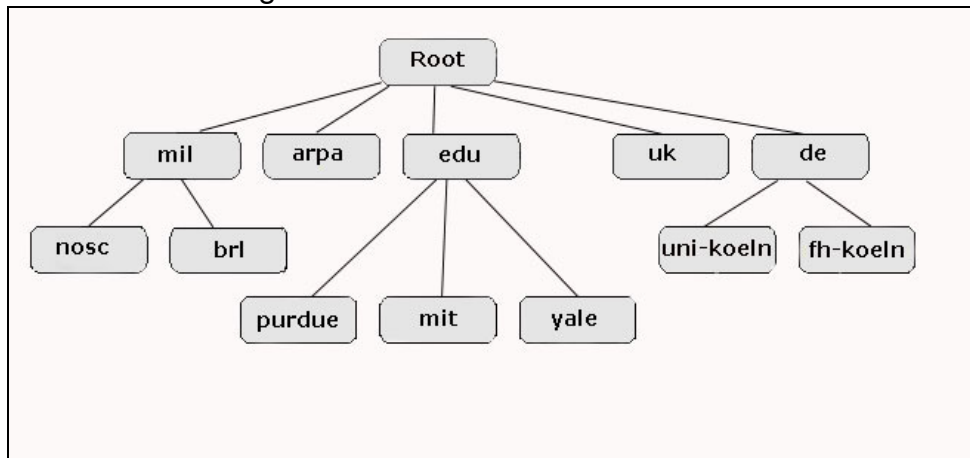 Root
mil
arpa
edu
uk
de
nosc
brl
uni-koeln
fh-koeln
purdue
mit
yale